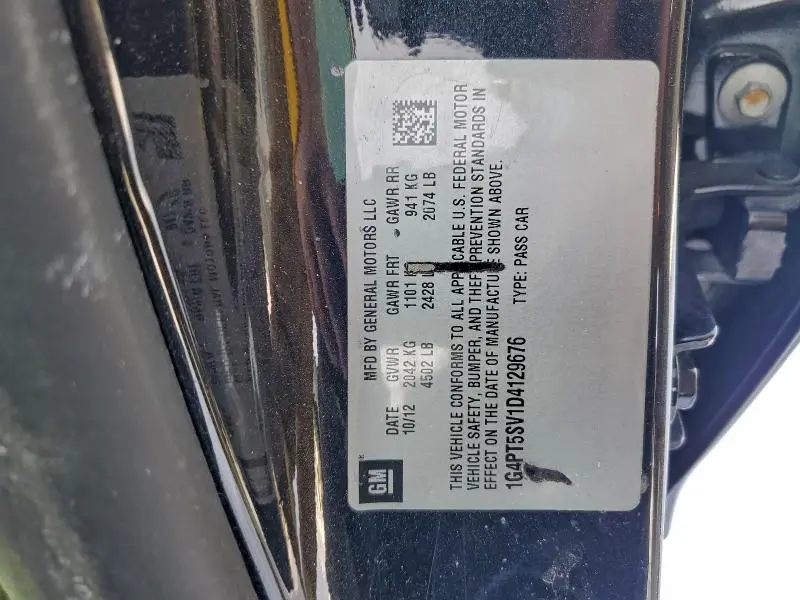 GM
MFD BY GENERAL MOTORS LLC
DATE GVWR GAWR FRT GAWR RR
10/12 2042 KG 1101 KG 941 KG
4502 LB 2428 2074 LB
THIS VEHICLE CONFORMS TO ALL APPLICABLE U.S. FEDERAL MOTOR
VEHICLE SAFETY, BUMPER, AND THEFT PREVENTION STANDARDS IN
EFFECT ON THE DATE OF MANUFACTURE SHOWN ABOVE.
1G4PT5SV1D4129676 TYPE: PASS CAR